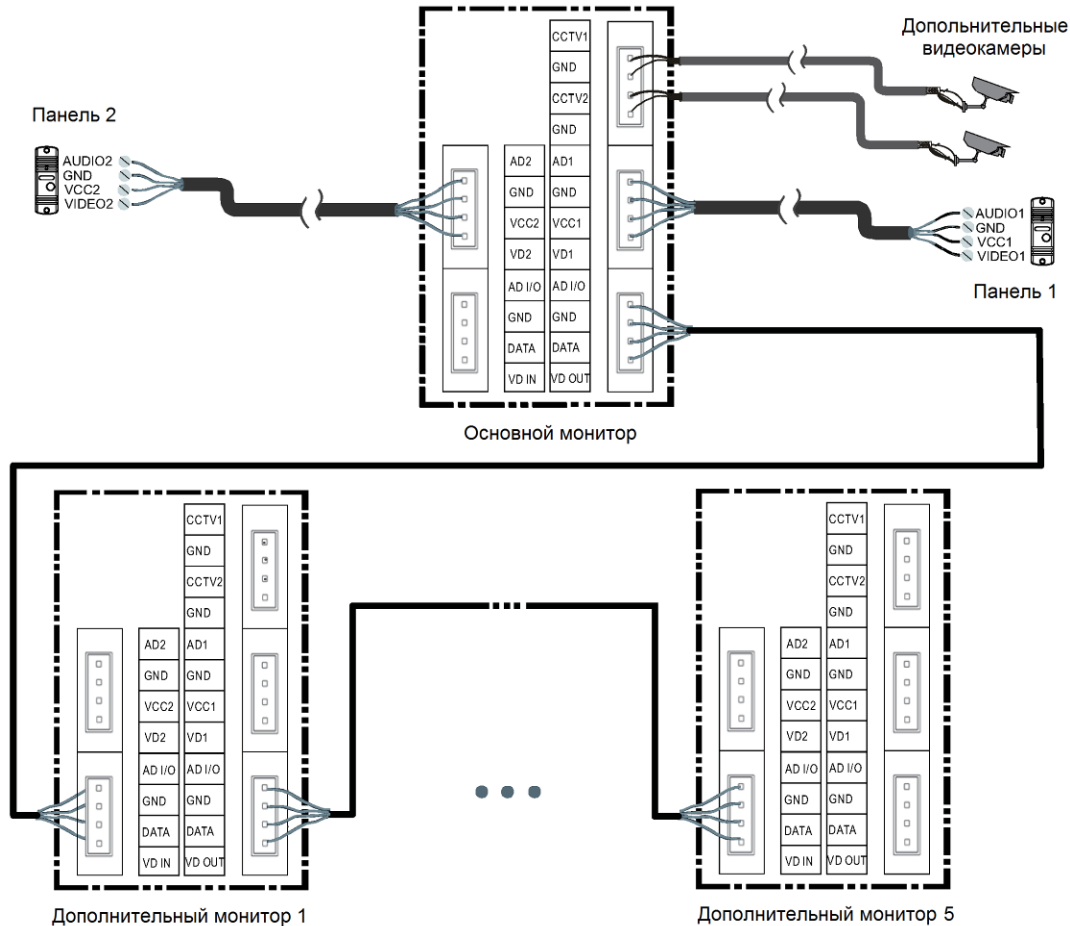 Допольнительные
видеокамеры
CCTV1
GND
CCTV2
GND
Панель 2
AUDIO2
GND
VCC2
VIDEO2
AD2 AD1
GND GND
VCC2 VCC1
VD2 VD1
AD I/O AD I/O
GND GND
DATA DATA
VD IN VD OUT
AUDIO1
GND
VCC1
VIDEO1
Панель 1
Основной монитор
CCTV1
GND
CCTV2
GND
AD2 AD1
GND GND
VCC2 VCC1
VD2 VD1
AD I/O AD I/O
GND GND
DATA DATA
VD IN VD OUT
Дополнительный монитор 1
CCTV1
GND
CCTV2
GND
AD2 AD1
GND GND
VCC2 VCC1
VD2 VD1
AD I/O AD I/O
GND GND
DATA DATA
VD IN VD OUT
Дополнительный монитор 5